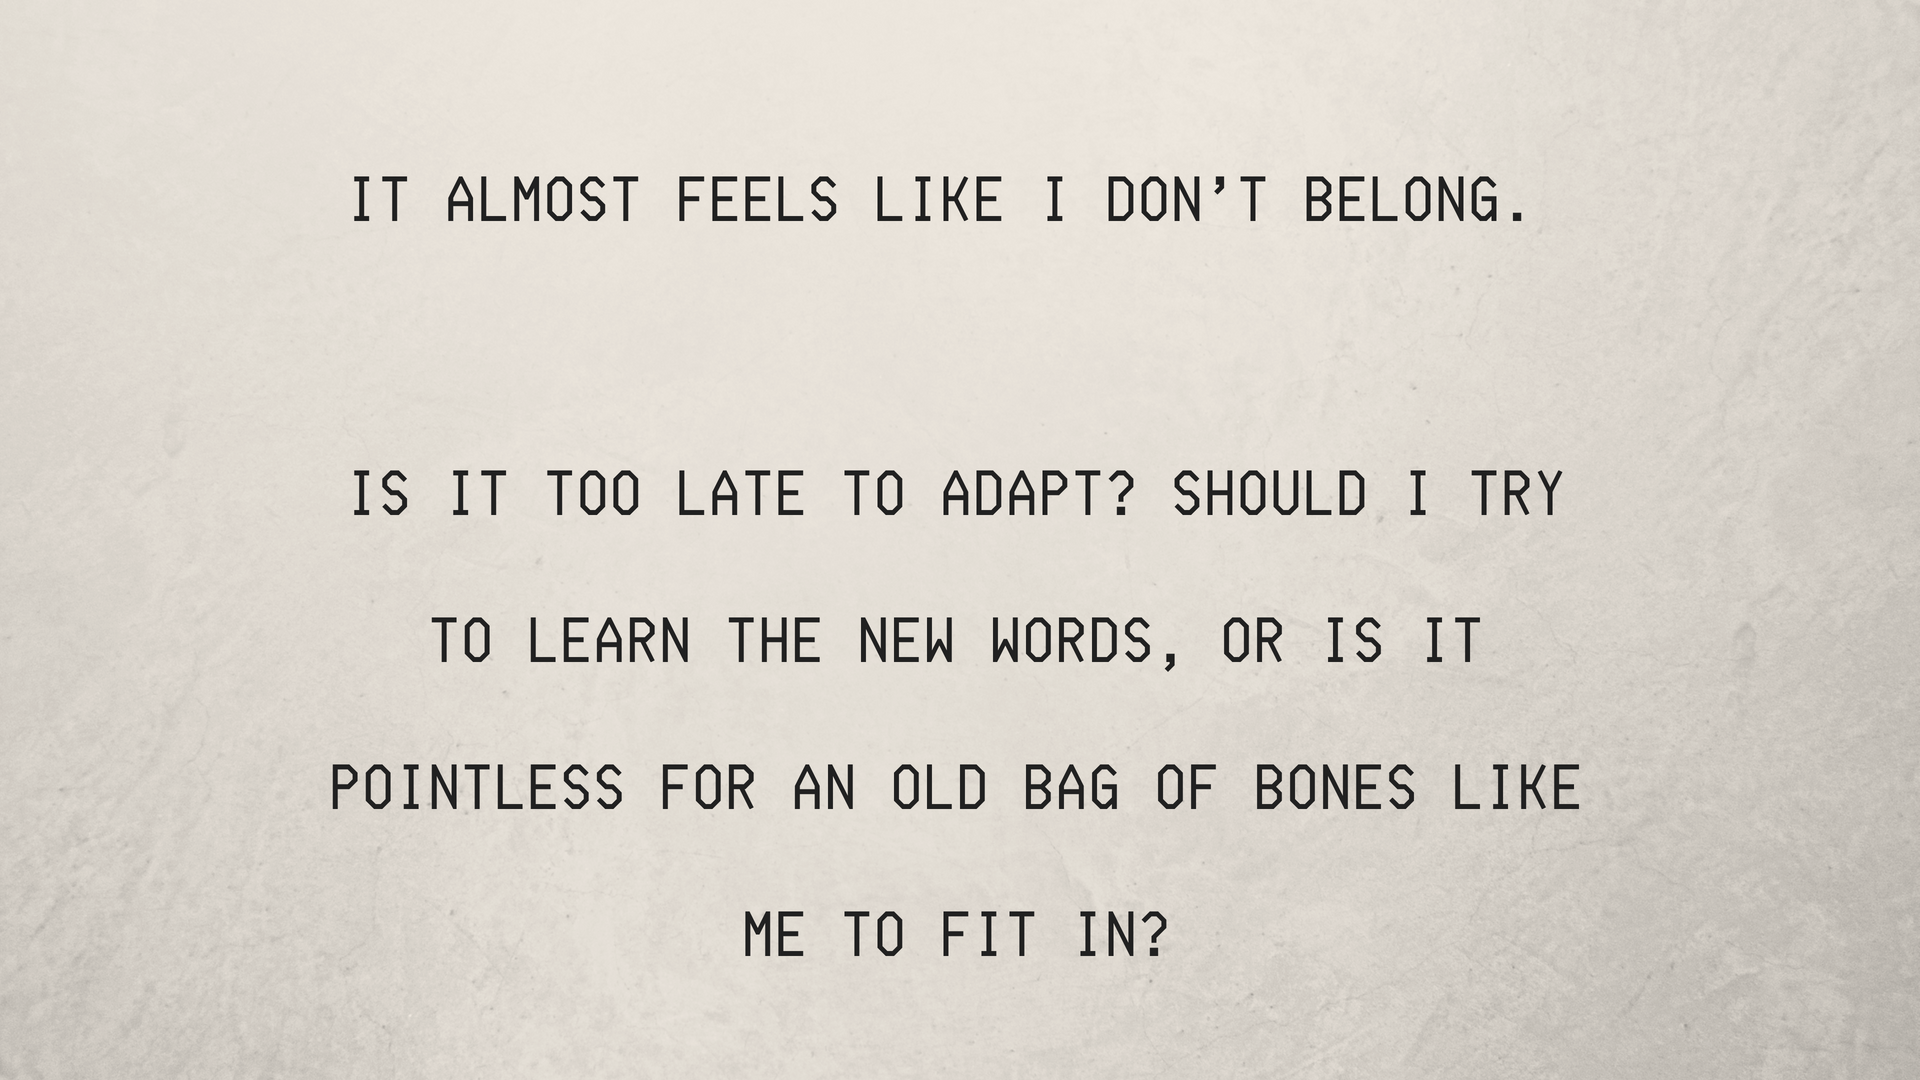 IT ALMOST FEELS LIKE I DON’T BELONG.
IS IT TOO LATE TO ADAPT? SHOULD I TRY
TO LEARN THE NEW WORDS, OR IS IT
POINTLESS FOR AN OLD BAG OF BONES LIKE
ME TO FIT IN?